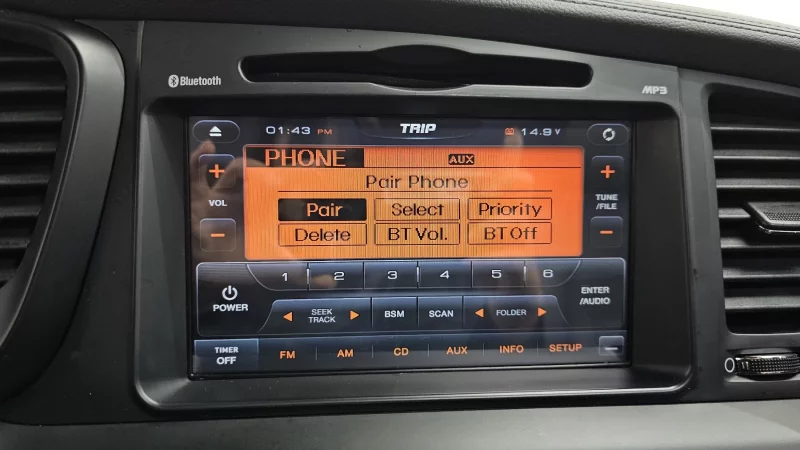 Bluetooth
MP3
01:43 PM TRIP 14.9 V
PHONE AUX
Pair Phone
Pair Select Priority
Delete BT Vol. BT Off
+ VOL −
+ TUNE /FILE −
1 2 3 4 5 6
POWER
SEEK TRACK BSM SCAN FOLDER
ENTER /AUDIO
TIMER OFF
FM AM CD AUX INFO SETUP